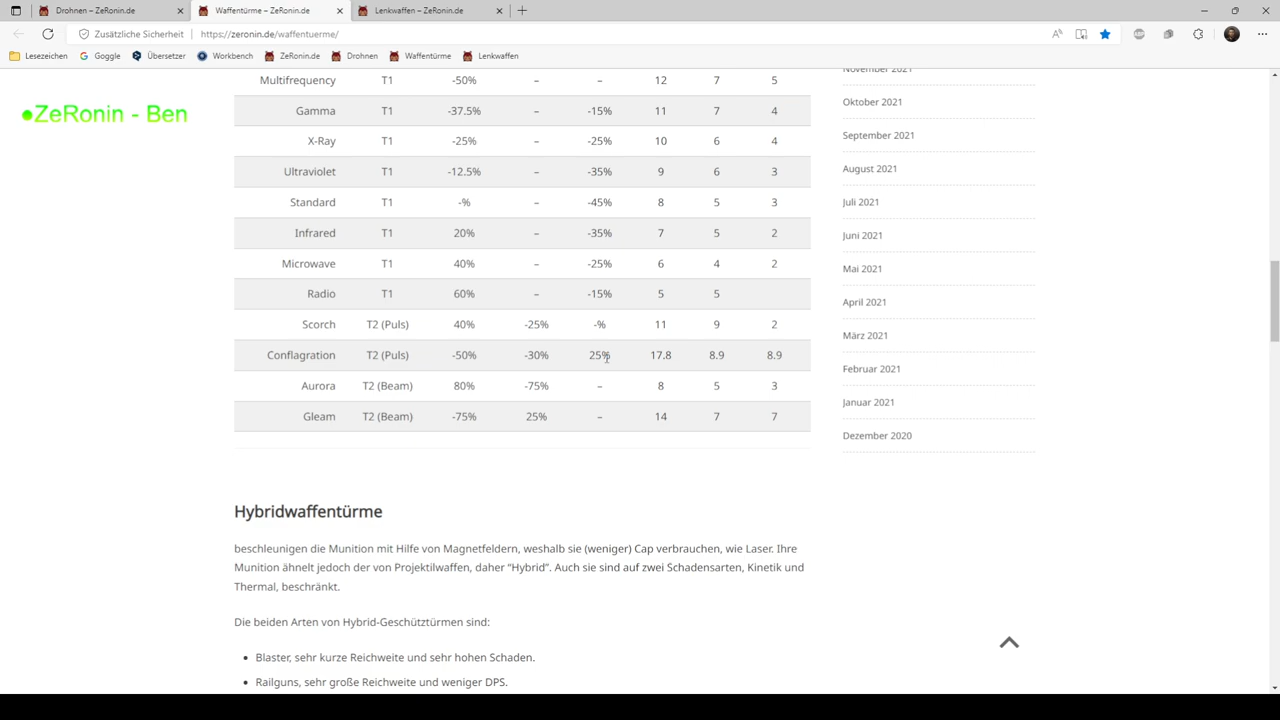 Drohnen – ZeRonin.de
Waffentürme – ZeRonin.de
Lenkwaffen – ZeRonin.de
Zusätzliche Sicherheit
https://zeronin.de/waffentuerme/
Lesezeichen
Goggle
Übersetzer
Workbench
ZeRonin.de
Drohnen
Waffentürme
Lenkwaffen
•ZeRonin - Ben
Multifrequency T1 -50% – – 12 7 5
Gamma T1 -37.5% – -15% 11 7 4
X-Ray T1 -25% – -25% 10 6 4
Ultraviolet T1 -12.5% – -35% 9 6 3
Standard T1 -% – -45% 8 5 3
Infrared T1 20% – -35% 7 5 2
Microwave T1 40% – -25% 6 4 2
Radio T1 60% – -15% 5 5
Scorch T2 (Puls) 40% -25% -% 11 9 2
Conflagration T2 (Puls) -50% -30% 25% 17.8 8.9 8.9
Aurora T2 (Beam) 80% -75% – 8 5 3
Gleam T2 (Beam) -75% 25% – 14 7 7
Hybridwaffentürme
beschleunigen die Munition mit Hilfe von Magnetfeldern, weshalb sie (weniger) Cap verbrauchen, wie Laser. Ihre
Munition ähnelt jedoch der von Projektilwaffen, daher “Hybrid”. Auch sie sind auf zwei Schadensarten, Kinetik und
Thermal, beschränkt.
Die beiden Arten von Hybrid-Geschütztürmen sind:
• Blaster, sehr kurze Reichweite und sehr hohen Schaden.
• Railguns, sehr große Reichweite und weniger DPS.
November 2021
Oktober 2021
September 2021
August 2021
Juli 2021
Juni 2021
Mai 2021
April 2021
März 2021
Februar 2021
Januar 2021
Dezember 2020